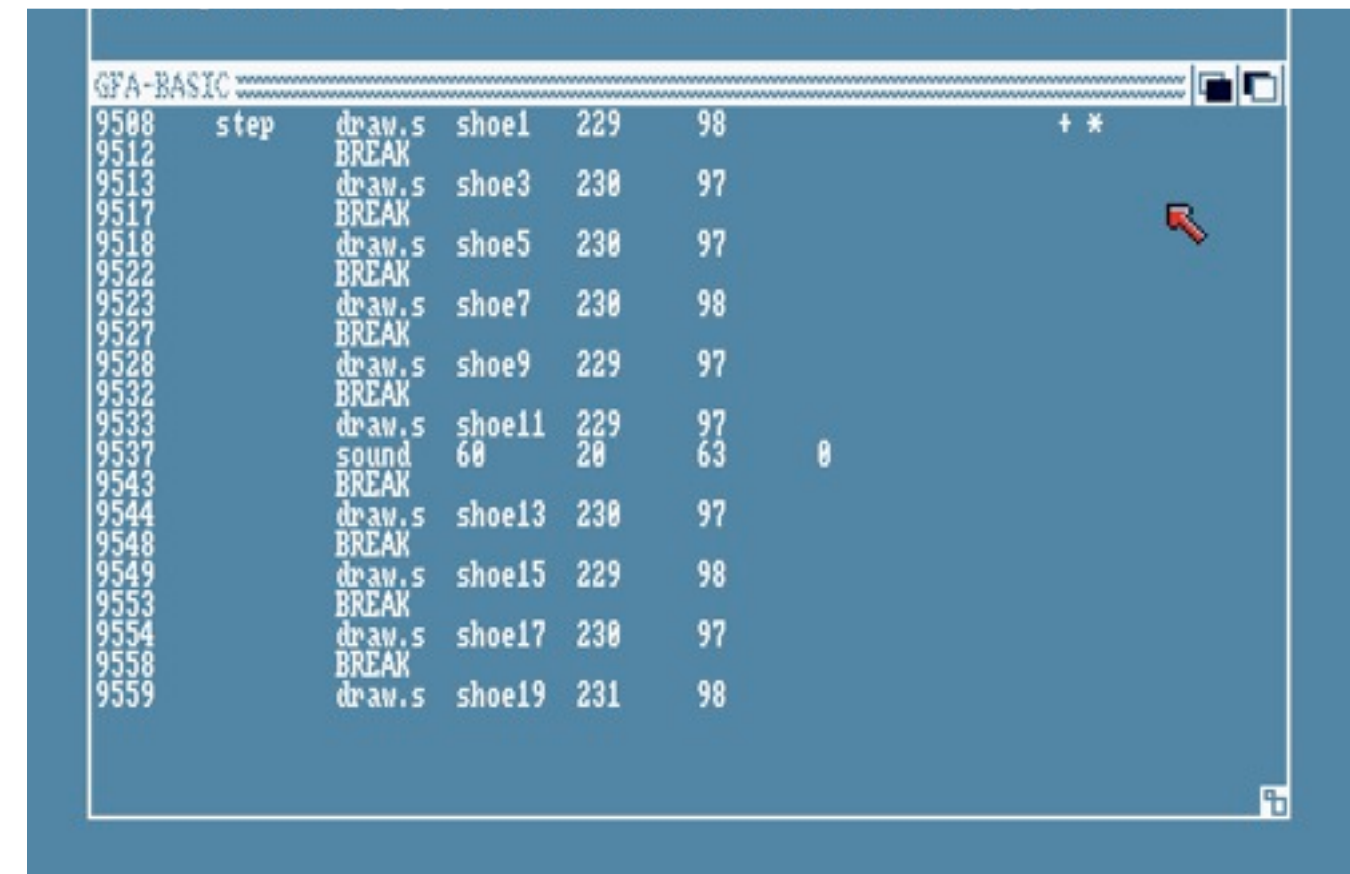 GFA-BASIC
9508 step draw.s shoe1 229 98 + *
9512 BREAK
9513 draw.s shoe3 230 97
9517 BREAK
9518 draw.s shoe5 230 97
9522 BREAK
9523 draw.s shoe7 230 98
9527 BREAK
9528 draw.s shoe9 229 97
9532 BREAK
9533 draw.s shoe11 229 97
9537 sound 60 20 63 0
9543 BREAK
9544 draw.s shoe13 230 97
9548 BREAK
9549 draw.s shoe15 229 98
9553 BREAK
9554 draw.s shoe17 230 97
9558 BREAK
9559 draw.s shoe19 231 98